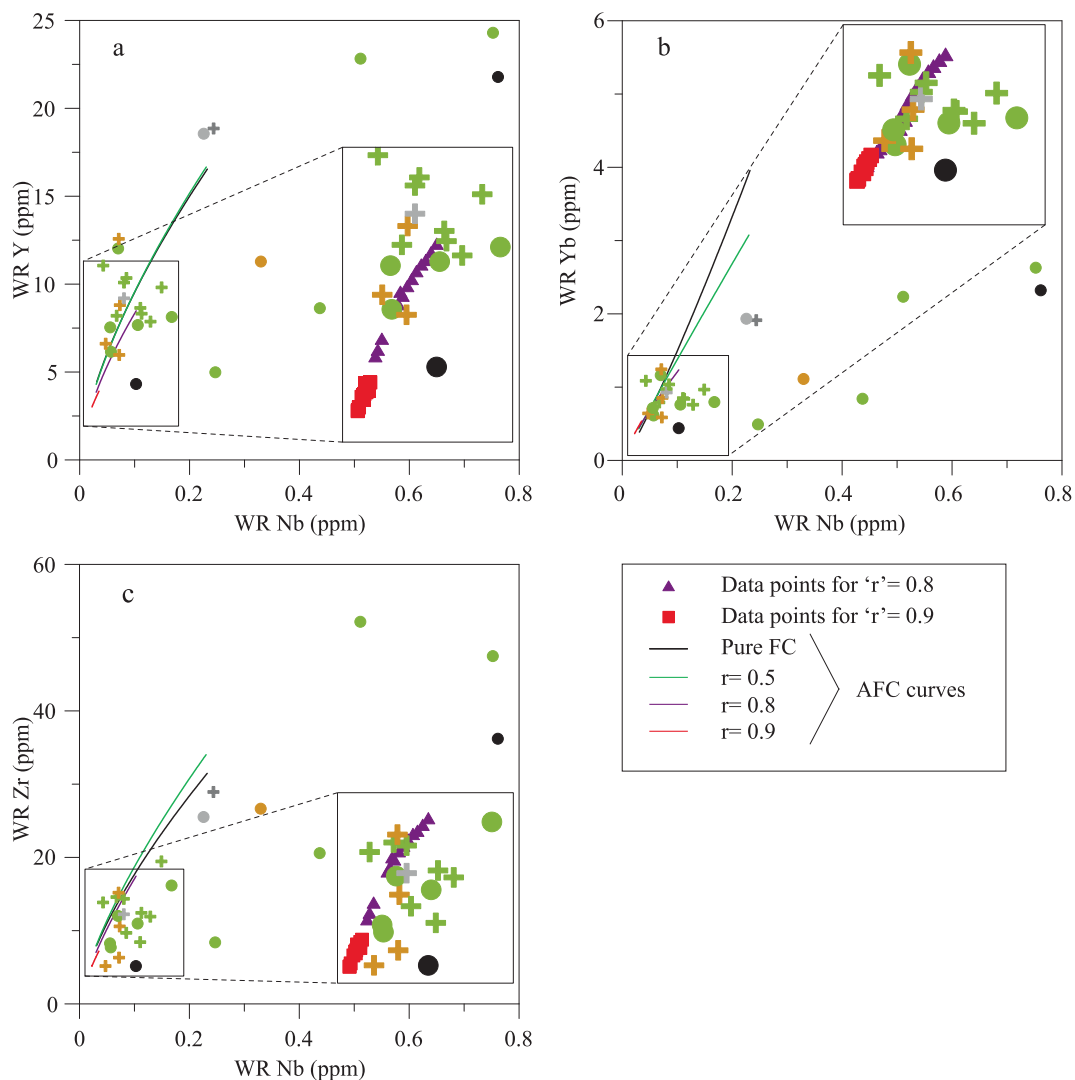 25
20
15
10
5
0
WR Y (ppm)
a
0
0.2
0.4
0.6
0.8
WR Nb (ppm)
6
4
2
0
WR Yb (ppm)
b
0
0.2
0.4
0.6
0.8
WR Nb (ppm)
60
40
20
0
WR Zr (ppm)
c
0
0.2
0.4
0.6
0.8
WR Nb (ppm)
Data points for ‘r’= 0.8
Data points for ‘r’= 0.9
Pure FC
r= 0.5
r= 0.8
r= 0.9
AFC curves